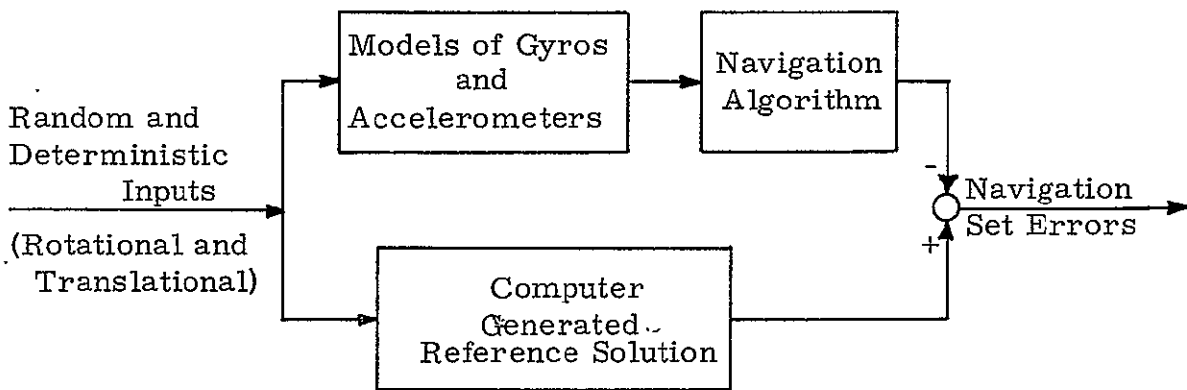 Random and
Deterministic
Inputs
(Rotational and
Translational)
Models of Gyros
and
Accelerometers
Navigation
Algorithm
Computer
Generated
Reference Solution
-
+
Navigation
Set Errors